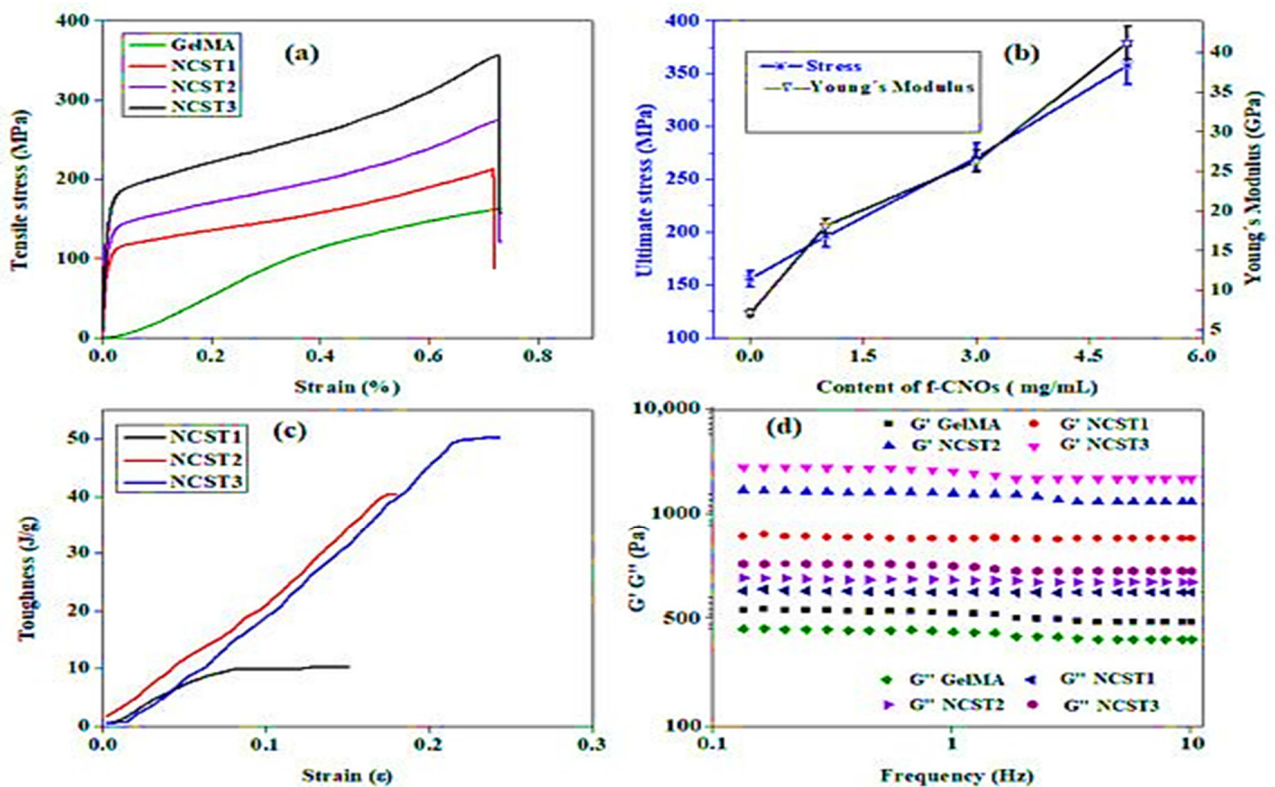 400
300
200
100
0
Tensile stress (MPa)
GelMA
NCST1
NCST2
NCST3
(a)
0.0 0.2 0.4 0.6 0.8
Strain (%)
400
350
300
250
200
150
100
Ultimate stress (MPa)
Stress
Young´s Modulus
(b)
40
35
30
25
20
15
10
5
Young´s Modulus (GPa)
0.0 1.5 3.0 4.5 6.0
Content of f-CNOs ( mg/mL)
50
40
30
20
10
0
Toughness (J/g)
NCST1
NCST2
NCST3
(c)
0.0 0.1 0.2 0.3
Strain (ε)
10,000
1000
500
100
G' G'' (Pa)
(d)
G' GelMA G' NCST1
G' NCST2 G' NCST3
G'' GelMA G'' NCST1
G'' NCST2 G'' NCST3
0.1 1 10
Frequency (Hz)